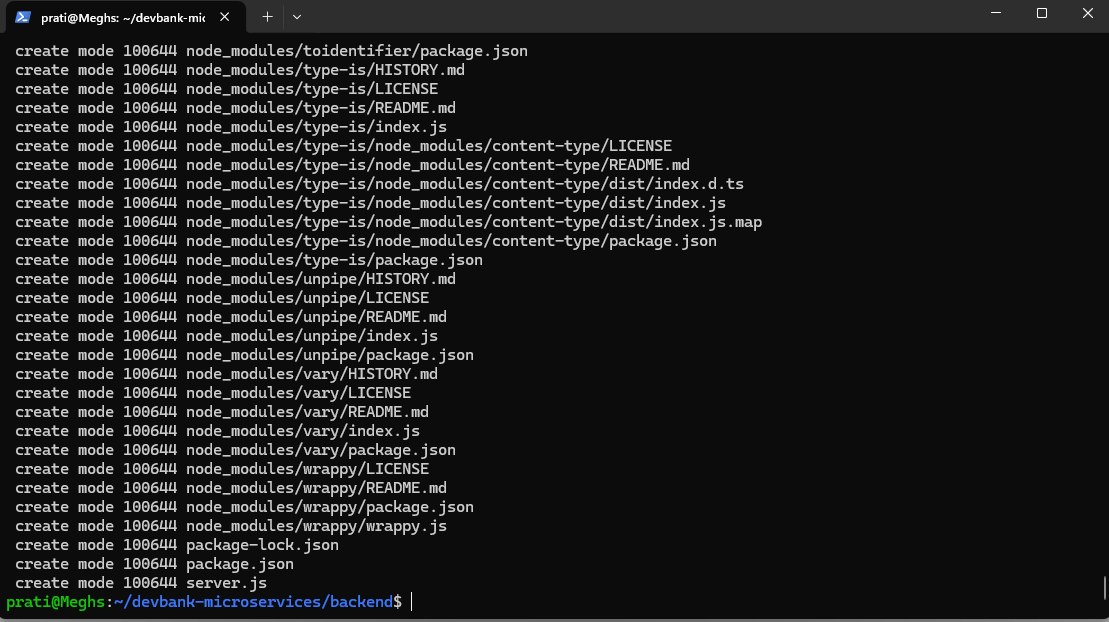 prati@Meghs: ~/devbank-mic
create mode 100644 node_modules/toidentifier/package.json
create mode 100644 node_modules/type-is/HISTORY.md
create mode 100644 node_modules/type-is/LICENSE
create mode 100644 node_modules/type-is/README.md
create mode 100644 node_modules/type-is/index.js
create mode 100644 node_modules/type-is/node_modules/content-type/LICENSE
create mode 100644 node_modules/type-is/node_modules/content-type/README.md
create mode 100644 node_modules/type-is/node_modules/content-type/dist/index.d.ts
create mode 100644 node_modules/type-is/node_modules/content-type/dist/index.js
create mode 100644 node_modules/type-is/node_modules/content-type/dist/index.js.map
create mode 100644 node_modules/type-is/node_modules/content-type/package.json
create mode 100644 node_modules/type-is/package.json
create mode 100644 node_modules/unpipe/HISTORY.md
create mode 100644 node_modules/unpipe/LICENSE
create mode 100644 node_modules/unpipe/README.md
create mode 100644 node_modules/unpipe/index.js
create mode 100644 node_modules/unpipe/package.json
create mode 100644 node_modules/vary/HISTORY.md
create mode 100644 node_modules/vary/LICENSE
create mode 100644 node_modules/vary/README.md
create mode 100644 node_modules/vary/index.js
create mode 100644 node_modules/vary/package.json
create mode 100644 node_modules/wrappy/LICENSE
create mode 100644 node_modules/wrappy/README.md
create mode 100644 node_modules/wrappy/package.json
create mode 100644 node_modules/wrappy/wrappy.js
create mode 100644 package-lock.json
create mode 100644 package.json
create mode 100644 server.js
prati@Meghs:~/devbank-microservices/backend$